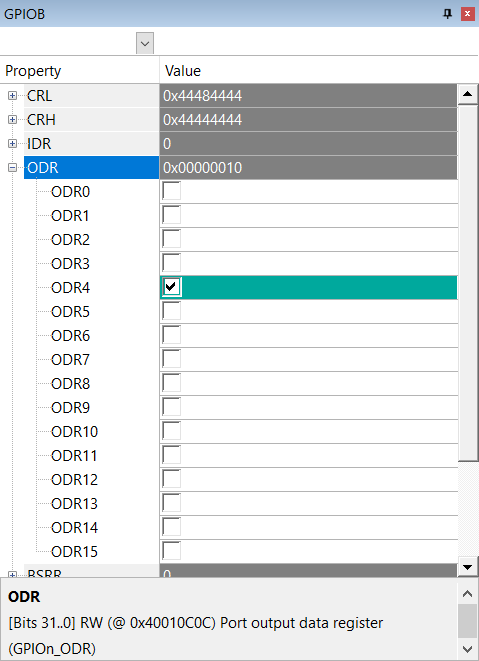 GPIOB
Property Value
CRL 0x44484444
CRH 0x44444444
IDR 0
ODR 0x00000010
ODR0
ODR1
ODR2
ODR3
ODR4
ODR5
ODR6
ODR7
ODR8
ODR9
ODR10
ODR11
ODR12
ODR13
ODR14
ODR15
BSRR 0
ODR
[Bits 31..0] RW (@ 0x40010C0C) Port output data register
(GPIOn_ODR)